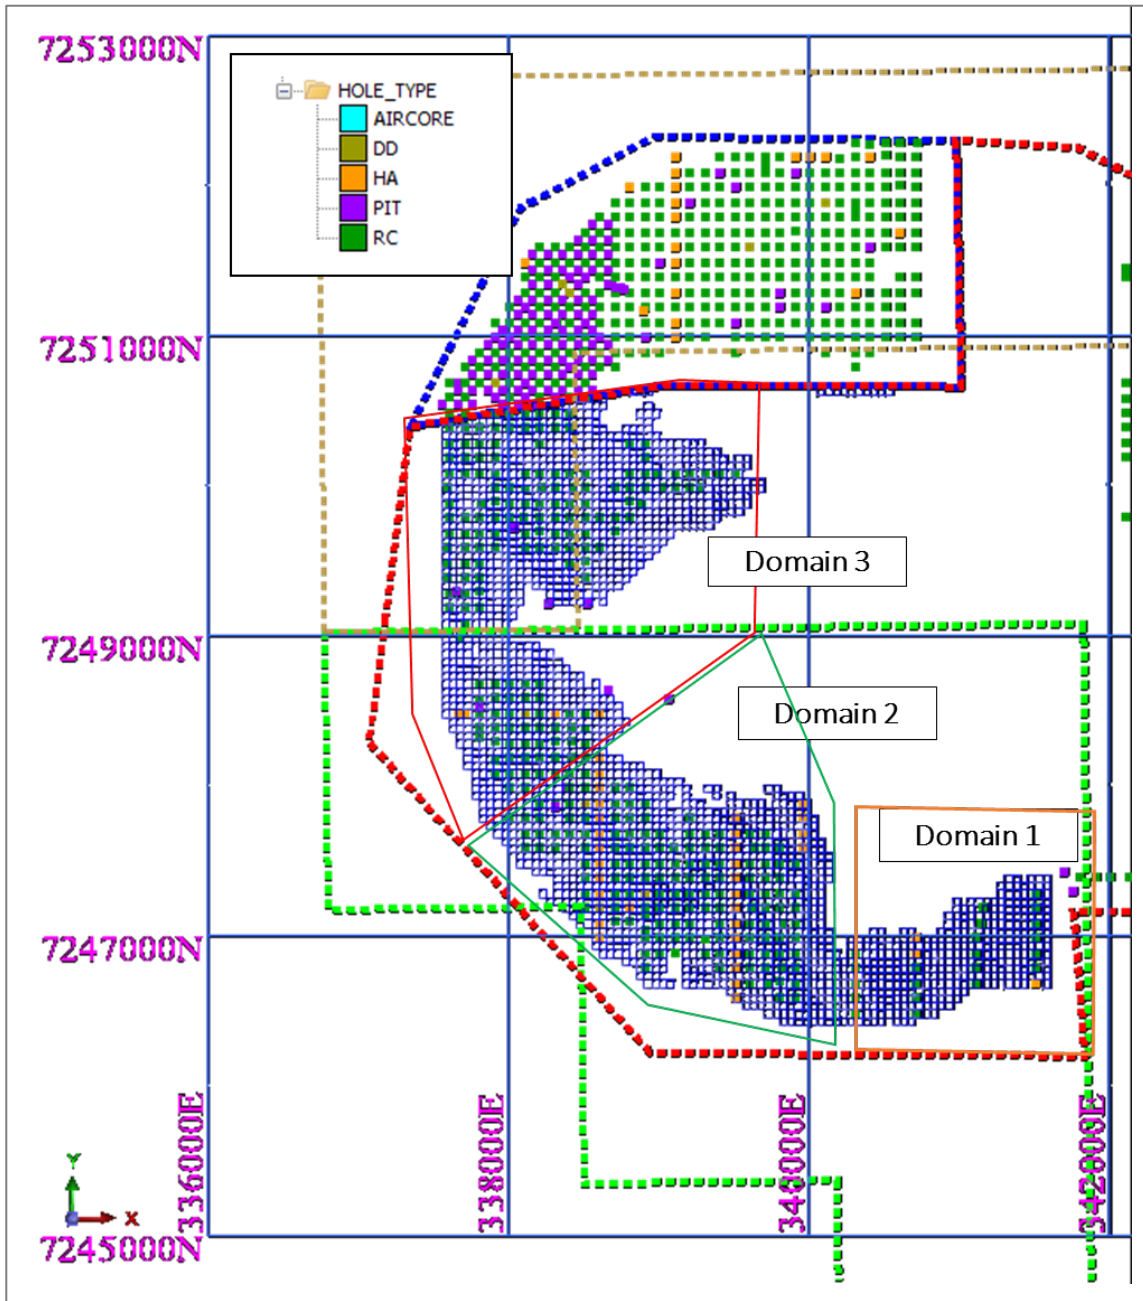 7253000N
HOLE_TYPE
AIRCORE
DD
HA
PIT
RC
7251000N
Domain 3
7249000N
Domain 2
Domain 1
7247000N
336000E
338000E
340000E
342000E
Y
X
7245000N